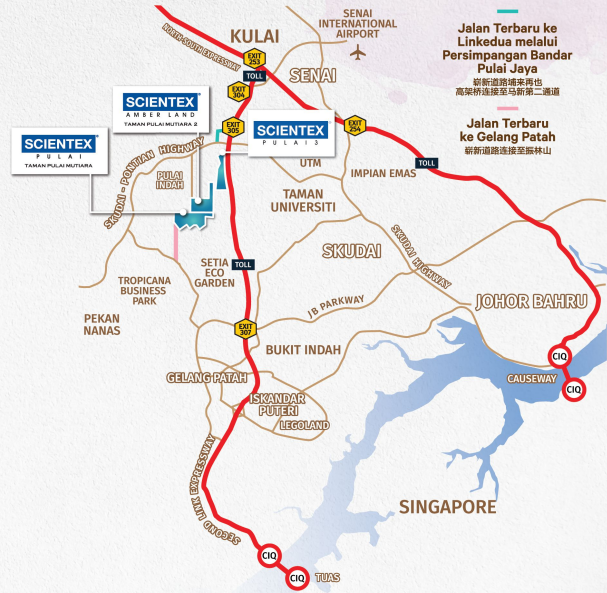 KULAI
SENAI
INTERNATIONAL
AIRPORT
NORTH-SOUTH EXPRESSWAY
EXIT
253
TOLL
SENAI
EXIT
304
EXIT
305
EXIT
254
SCIENTEX
AMBER LAND
TAMAN PULAI MUTIARA 2
SCIENTEX
PULAI
TAMAN PULAI MUTIARA
SCIENTEX
PULAI 3
Jalan Terbaru ke
Linkedua melalui
Persimpangan Bandar
Pulai Jaya
崭新道路埔来再也
高架桥连接至马新第二通道
Jalan Terbaru
ke Gelang Patah
崭新道路连接至振林山
SKUDAI - PONTIAN HIGHWAY
PULAI
INDAH
UTM
IMPIAN EMAS
TOLL
TAMAN
UNIVERSITI
SKUDAI
SKUDAI HIGHWAY
SETIA
ECO
GARDEN
TOLL
TROPICANA
BUSINESS
PARK
PEKAN
NANAS
JB PARKWAY
JOHOR BAHRU
EXIT
307
BUKIT INDAH
CIQ
CAUSEWAY
CIQ
GELANG PATAH
ISKANDAR
PUTERI
LEGOLAND
SECOND LINK EXPRESSWAY
SINGAPORE
CIQ
CIQ
TUAS